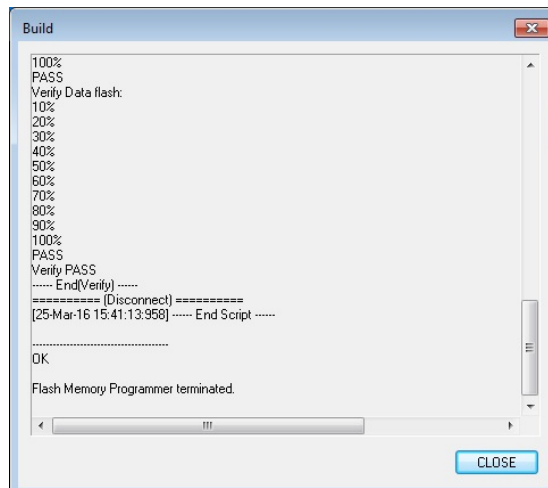 Build
100%
PASS
Verify Data flash:
10%
20%
30%
40%
50%
60%
70%
80%
90%
100%
PASS
Verify PASS
------ End(Verify) ------
========== (Disconnect) ==========
[25-Mar-16 15:41:13:958] ------ End Script ------
--------------------------------------
OK
Flash Memory Programmer terminated.
CLOSE